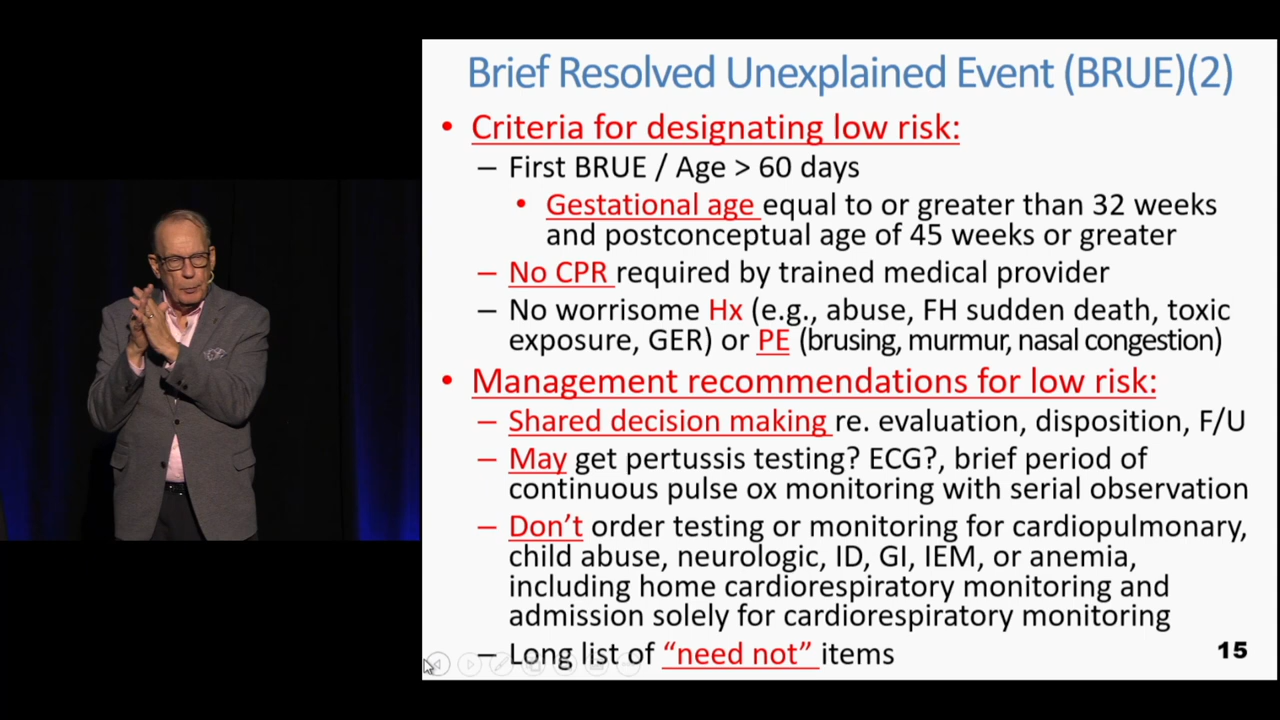 Brief Resolved Unexplained Event (BRUE)(2)
• Criteria for designating low risk:
– First BRUE / Age > 60 days
• Gestational age equal to or greater than 32 weeks
and postconceptual age of 45 weeks or greater
– No CPR required by trained medical provider
– No worrisome Hx (e.g., abuse, FH sudden death, toxic
exposure, GER) or PE (brusing, murmur, nasal congestion)
• Management recommendations for low risk:
– Shared decision making re. evaluation, disposition, F/U
– May get pertussis testing? ECG?, brief period of
continuous pulse ox monitoring with serial observation
– Don't order testing or monitoring for cardiopulmonary,
child abuse, neurologic, ID, GI, IEM, or anemia,
including home cardiorespiratory monitoring and
admission solely for cardiorespiratory monitoring
– Long list of “need not” items
15